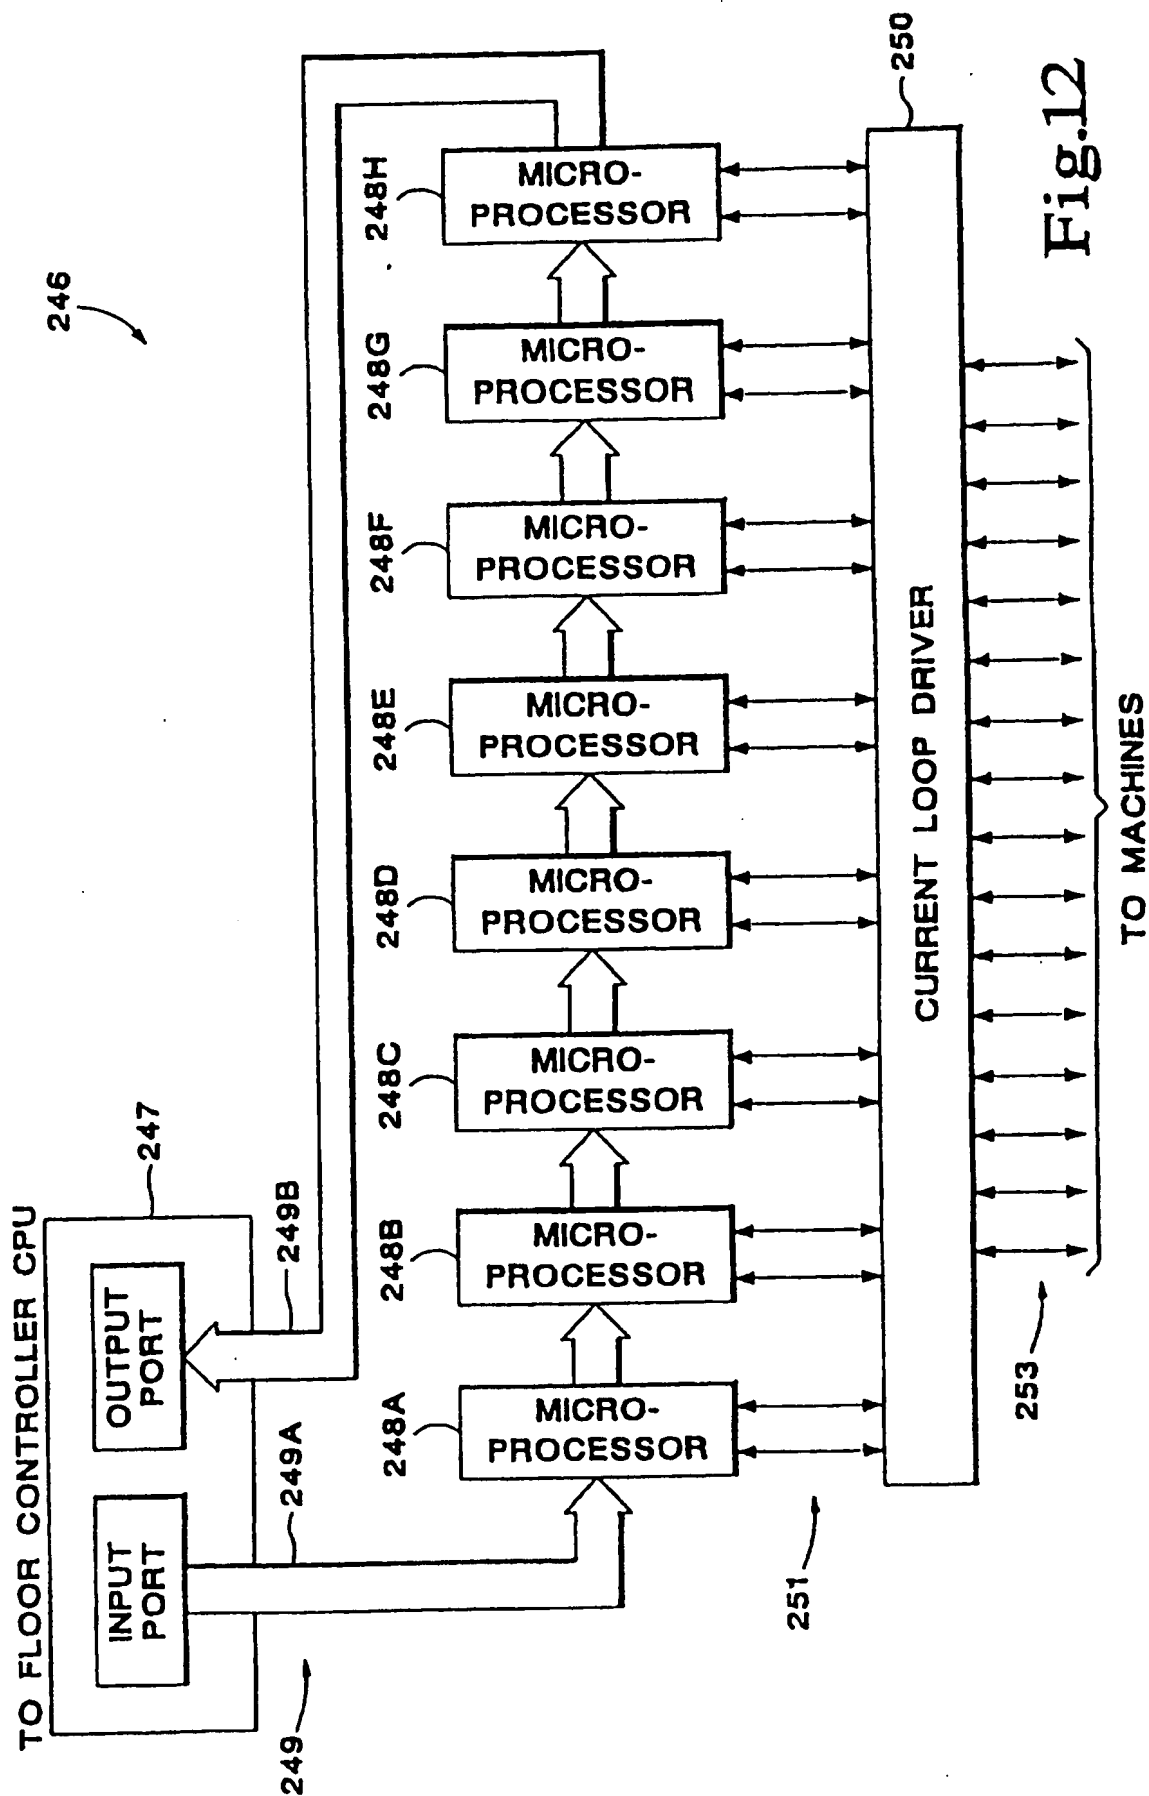 TO FLOOR CONTROLLER CPU
247
INPUT
PORT
OUTPUT
PORT
246
249
249A
249B
248A
248B
248C
248D
248E
248F
248G
248H
MICRO-
PROCESSOR
MICRO-
PROCESSOR
MICRO-
PROCESSOR
MICRO-
PROCESSOR
MICRO-
PROCESSOR
MICRO-
PROCESSOR
MICRO-
PROCESSOR
MICRO-
PROCESSOR
251
CURRENT LOOP DRIVER
250
253
TO MACHINES
Fig.12